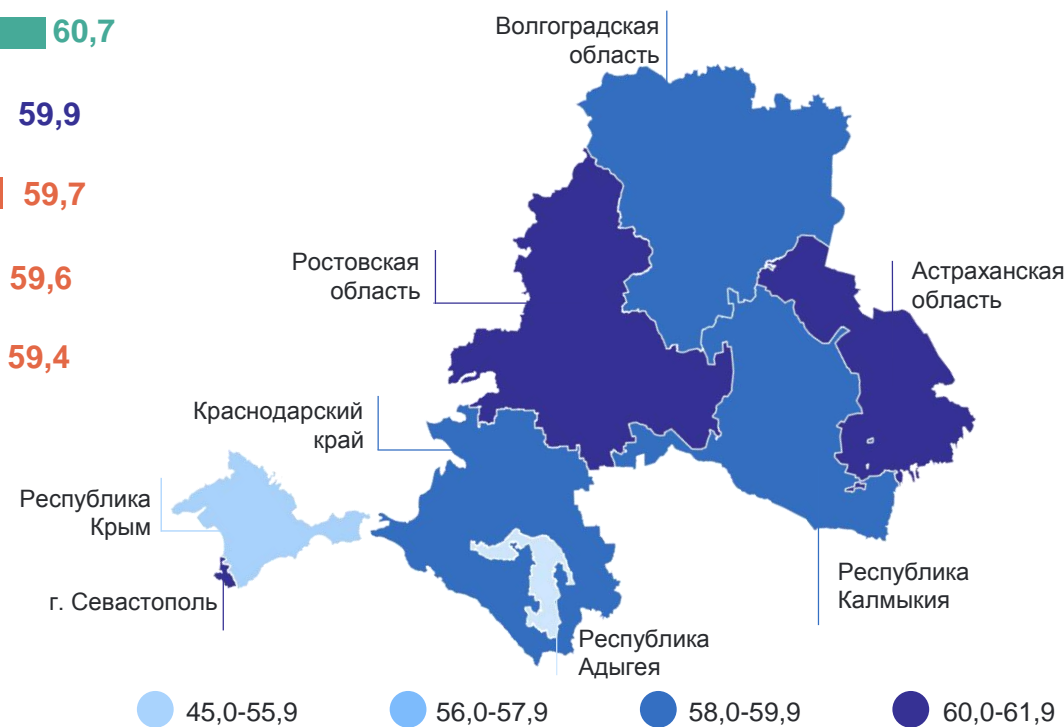 60,7
59,9
59,7
59,6
59,4
Волгоградская
область
Ростовская
область
Астраханская
область
Краснодарский
край
Республика
Крым
г. Севастополь
Республика
Калмыкия
Республика
Адыгея
45,0-55,9
56,0-57,9
58,0-59,9
60,0-61,9